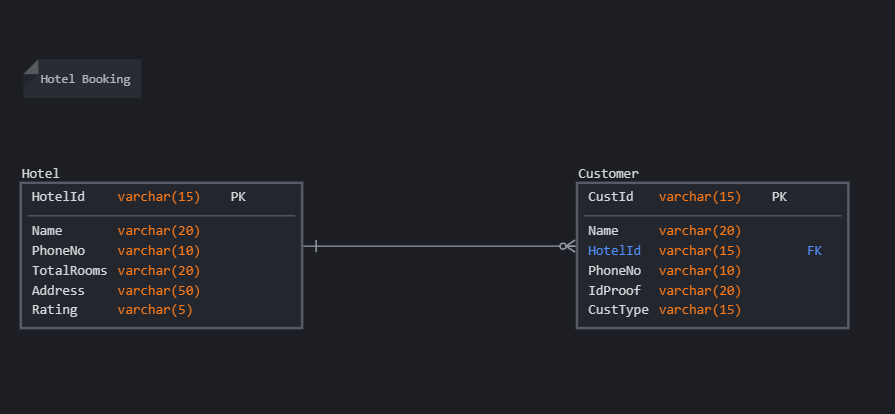 Hotel Booking
Hotel
HotelId varchar(15) PK
Name varchar(20)
PhoneNo varchar(10)
TotalRooms varchar(20)
Address varchar(50)
Rating varchar(5)
Customer
CustId varchar(15) PK
Name varchar(20)
HotelId varchar(15) FK
PhoneNo varchar(10)
IdProof varchar(20)
CustType varchar(15)